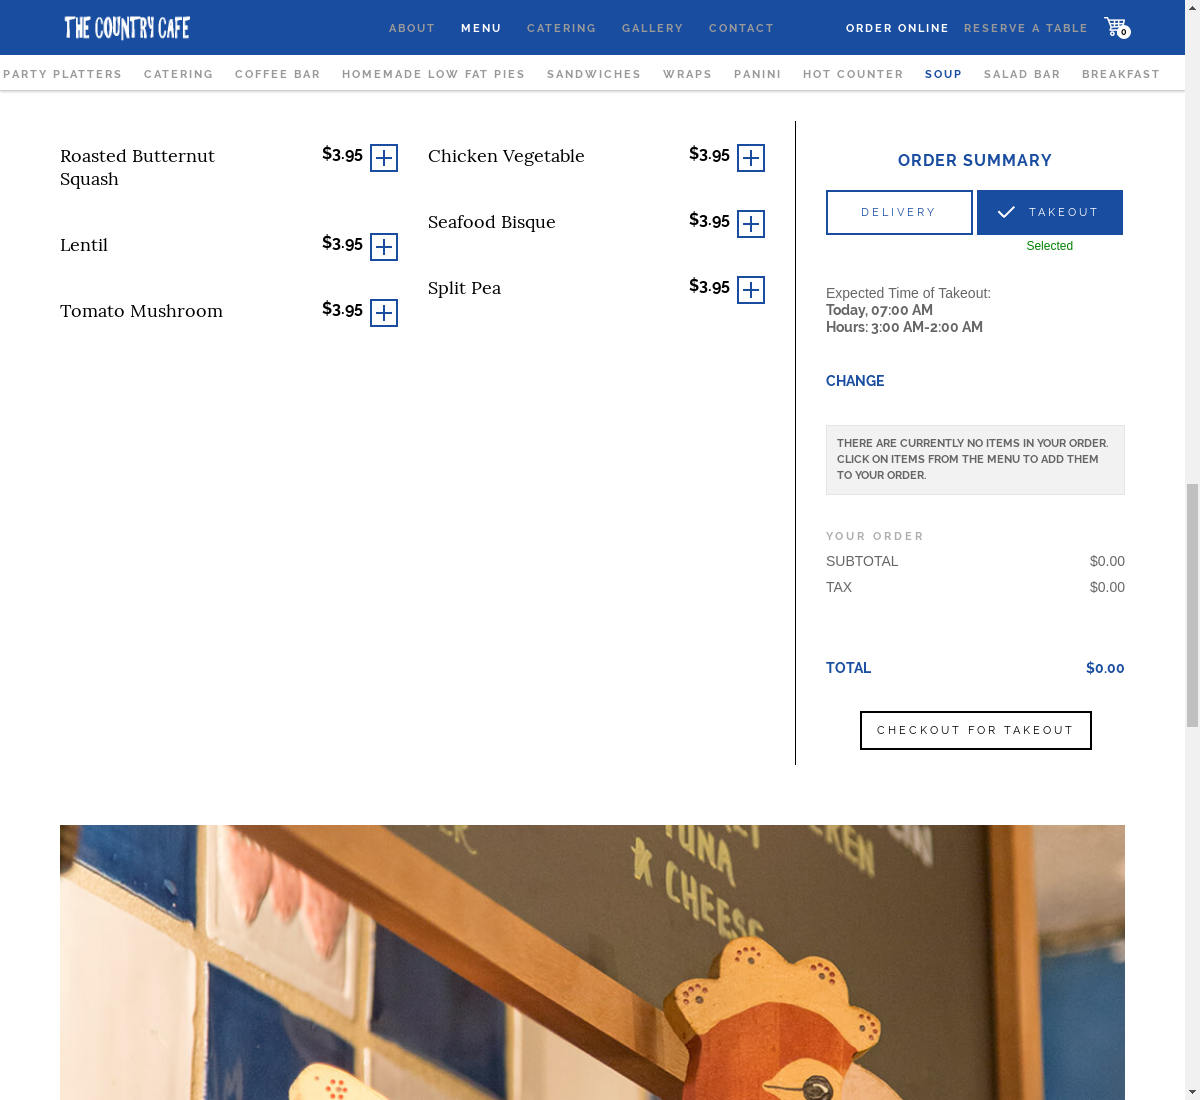 THE COUNTRY CAFE
ABOUT MENU CATERING GALLERY CONTACT ORDER ONLINE RESERVE A TABLE 0
PARTY PLATTERS CATERING COFFEE BAR HOMEMADE LOW FAT PIES SANDWICHES WRAPS PANINI HOT COUNTER SOUP SALAD BAR BREAKFAST
Roasted Butternut
Squash
$3.95
Lentil $3.95
Tomato Mushroom $3.95
Chicken Vegetable $3.95
Seafood Bisque $3.95
Split Pea $3.95
ORDER SUMMARY
DELIVERY TAKEOUT
Selected
Expected Time of Takeout:
Today, 07:00 AM
Hours: 3:00 AM-2:00 AM
CHANGE
THERE ARE CURRENTLY NO ITEMS IN YOUR ORDER.
CLICK ON ITEMS FROM THE MENU TO ADD THEM
TO YOUR ORDER.
YOUR ORDER
SUBTOTAL $0.00
TAX $0.00
TOTAL $0.00
CHECKOUT FOR TAKEOUT
TUNA
& CHEESE